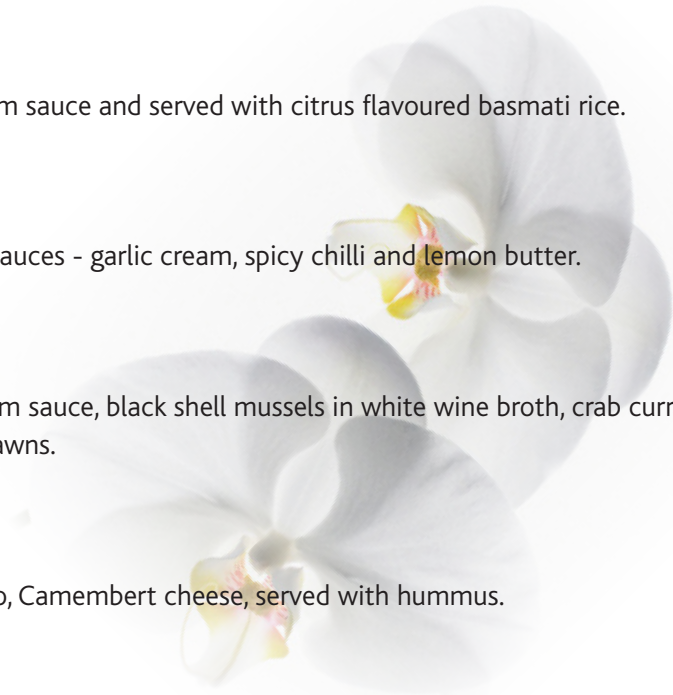 m sauce and served with citrus flavoured basmati rice.
auces - garlic cream, spicy chilli and lemon butter.
m sauce, black shell mussels in white wine broth, crab curr
awns.
o, Camembert cheese, served with hummus.